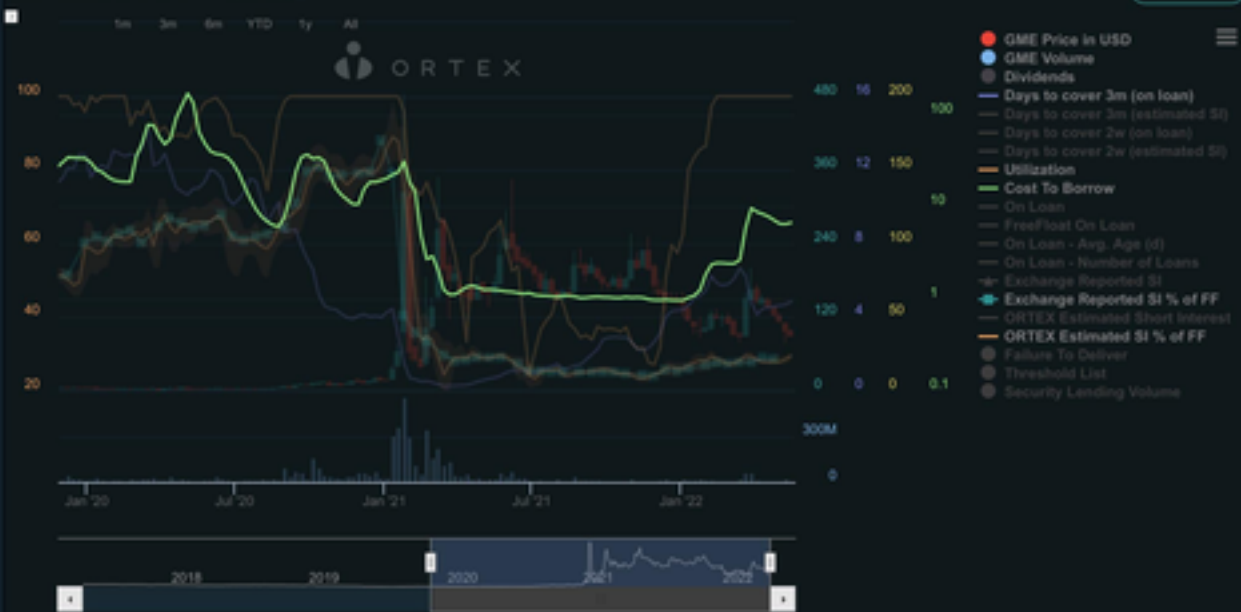 1m 3m 6m YTD 1y All
ORTEX
100 480 16 200
100
80 360 12 150
10
60 240 8 100
1
40 120 4 50
20 0 0 0 0.1
300M
0
Jan '20 Jul '20 Jan '21 Jul '21 Jan '22
2018 2019 2020 2021 2022
GME Price in USD
GME Volume
Dividends
Days to cover 3m (on loan)
Days to cover 3m (estimated SI)
Days to cover 2w (on loan)
Days to cover 2w (estimated SI)
Utilization
Cost To Borrow
On Loan
FreeFloat On Loan
On Loan - Avg. Age (d)
On Loan - Number of Loans
Exchange Reported SI
Exchange Reported SI % of FF
ORTEX Estimated Short Interest
ORTEX Estimated SI % of FF
Failure To Deliver
Threshold List
Security Lending Volume